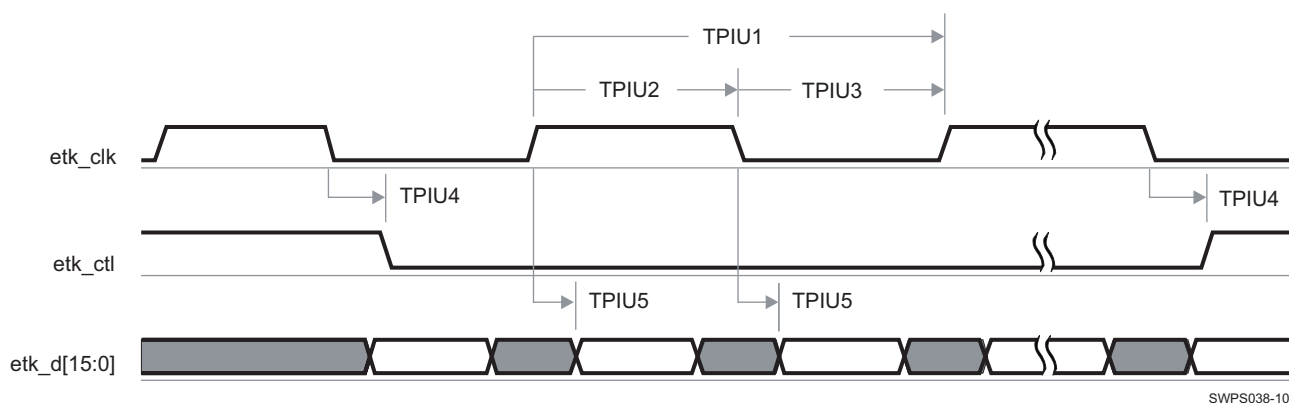 TPIU1
TPIU2 TPIU3
etk_clk
TPIU4 TPIU4
etk_ctl
TPIU5 TPIU5
etk_d[15:0]
SWPS038-10